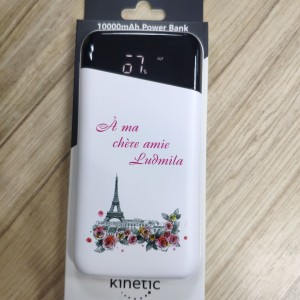 10000mAh Power Bank
67%
À ma
chère amie
Ludmila
kinetic